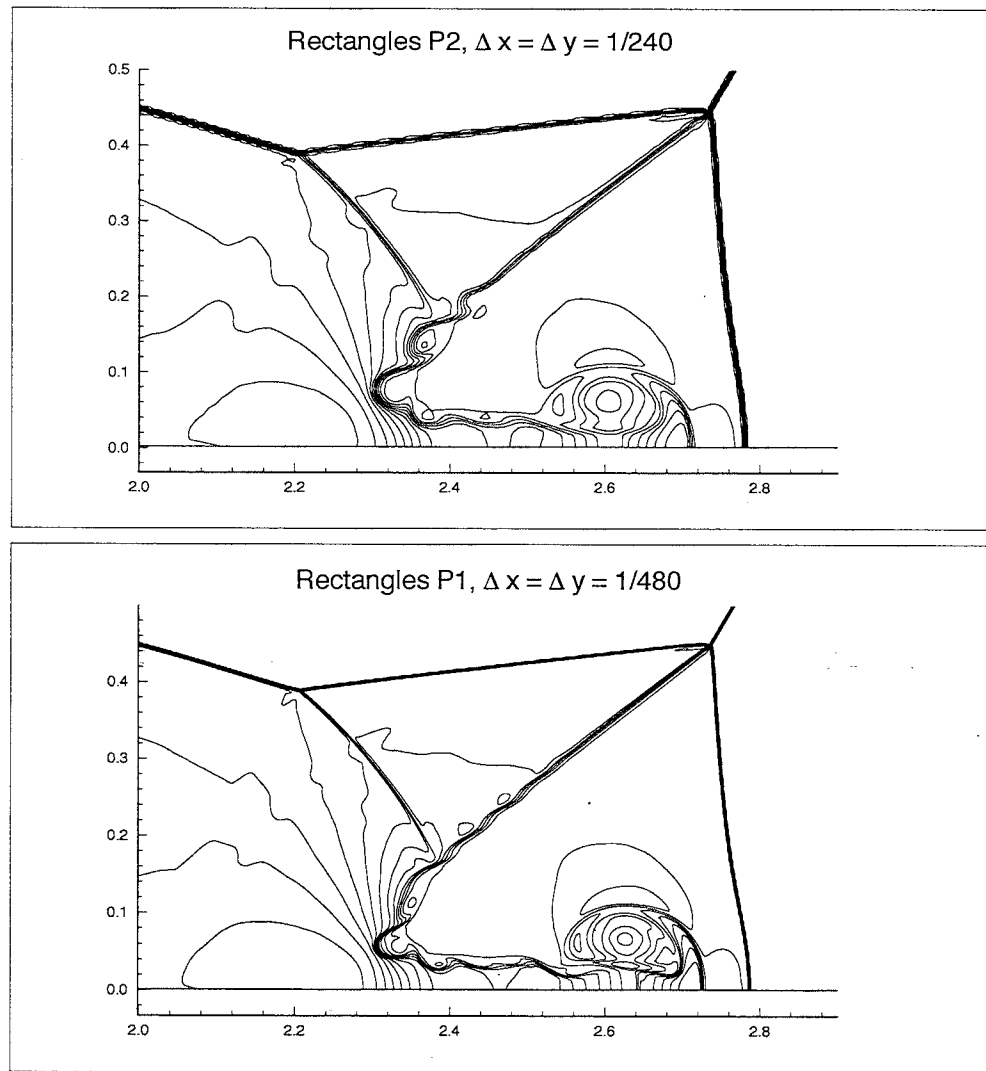 Rectangles P2, Δ x = Δ y = 1/240
0.5
0.4
0.3
0.2
0.1
0.0
2.0 2.2 2.4 2.6 2.8
Rectangles P1, Δ x = Δ y = 1/480
0.4
0.3
0.2
0.1
0.0
2.0 2.2 2.4 2.6 2.8